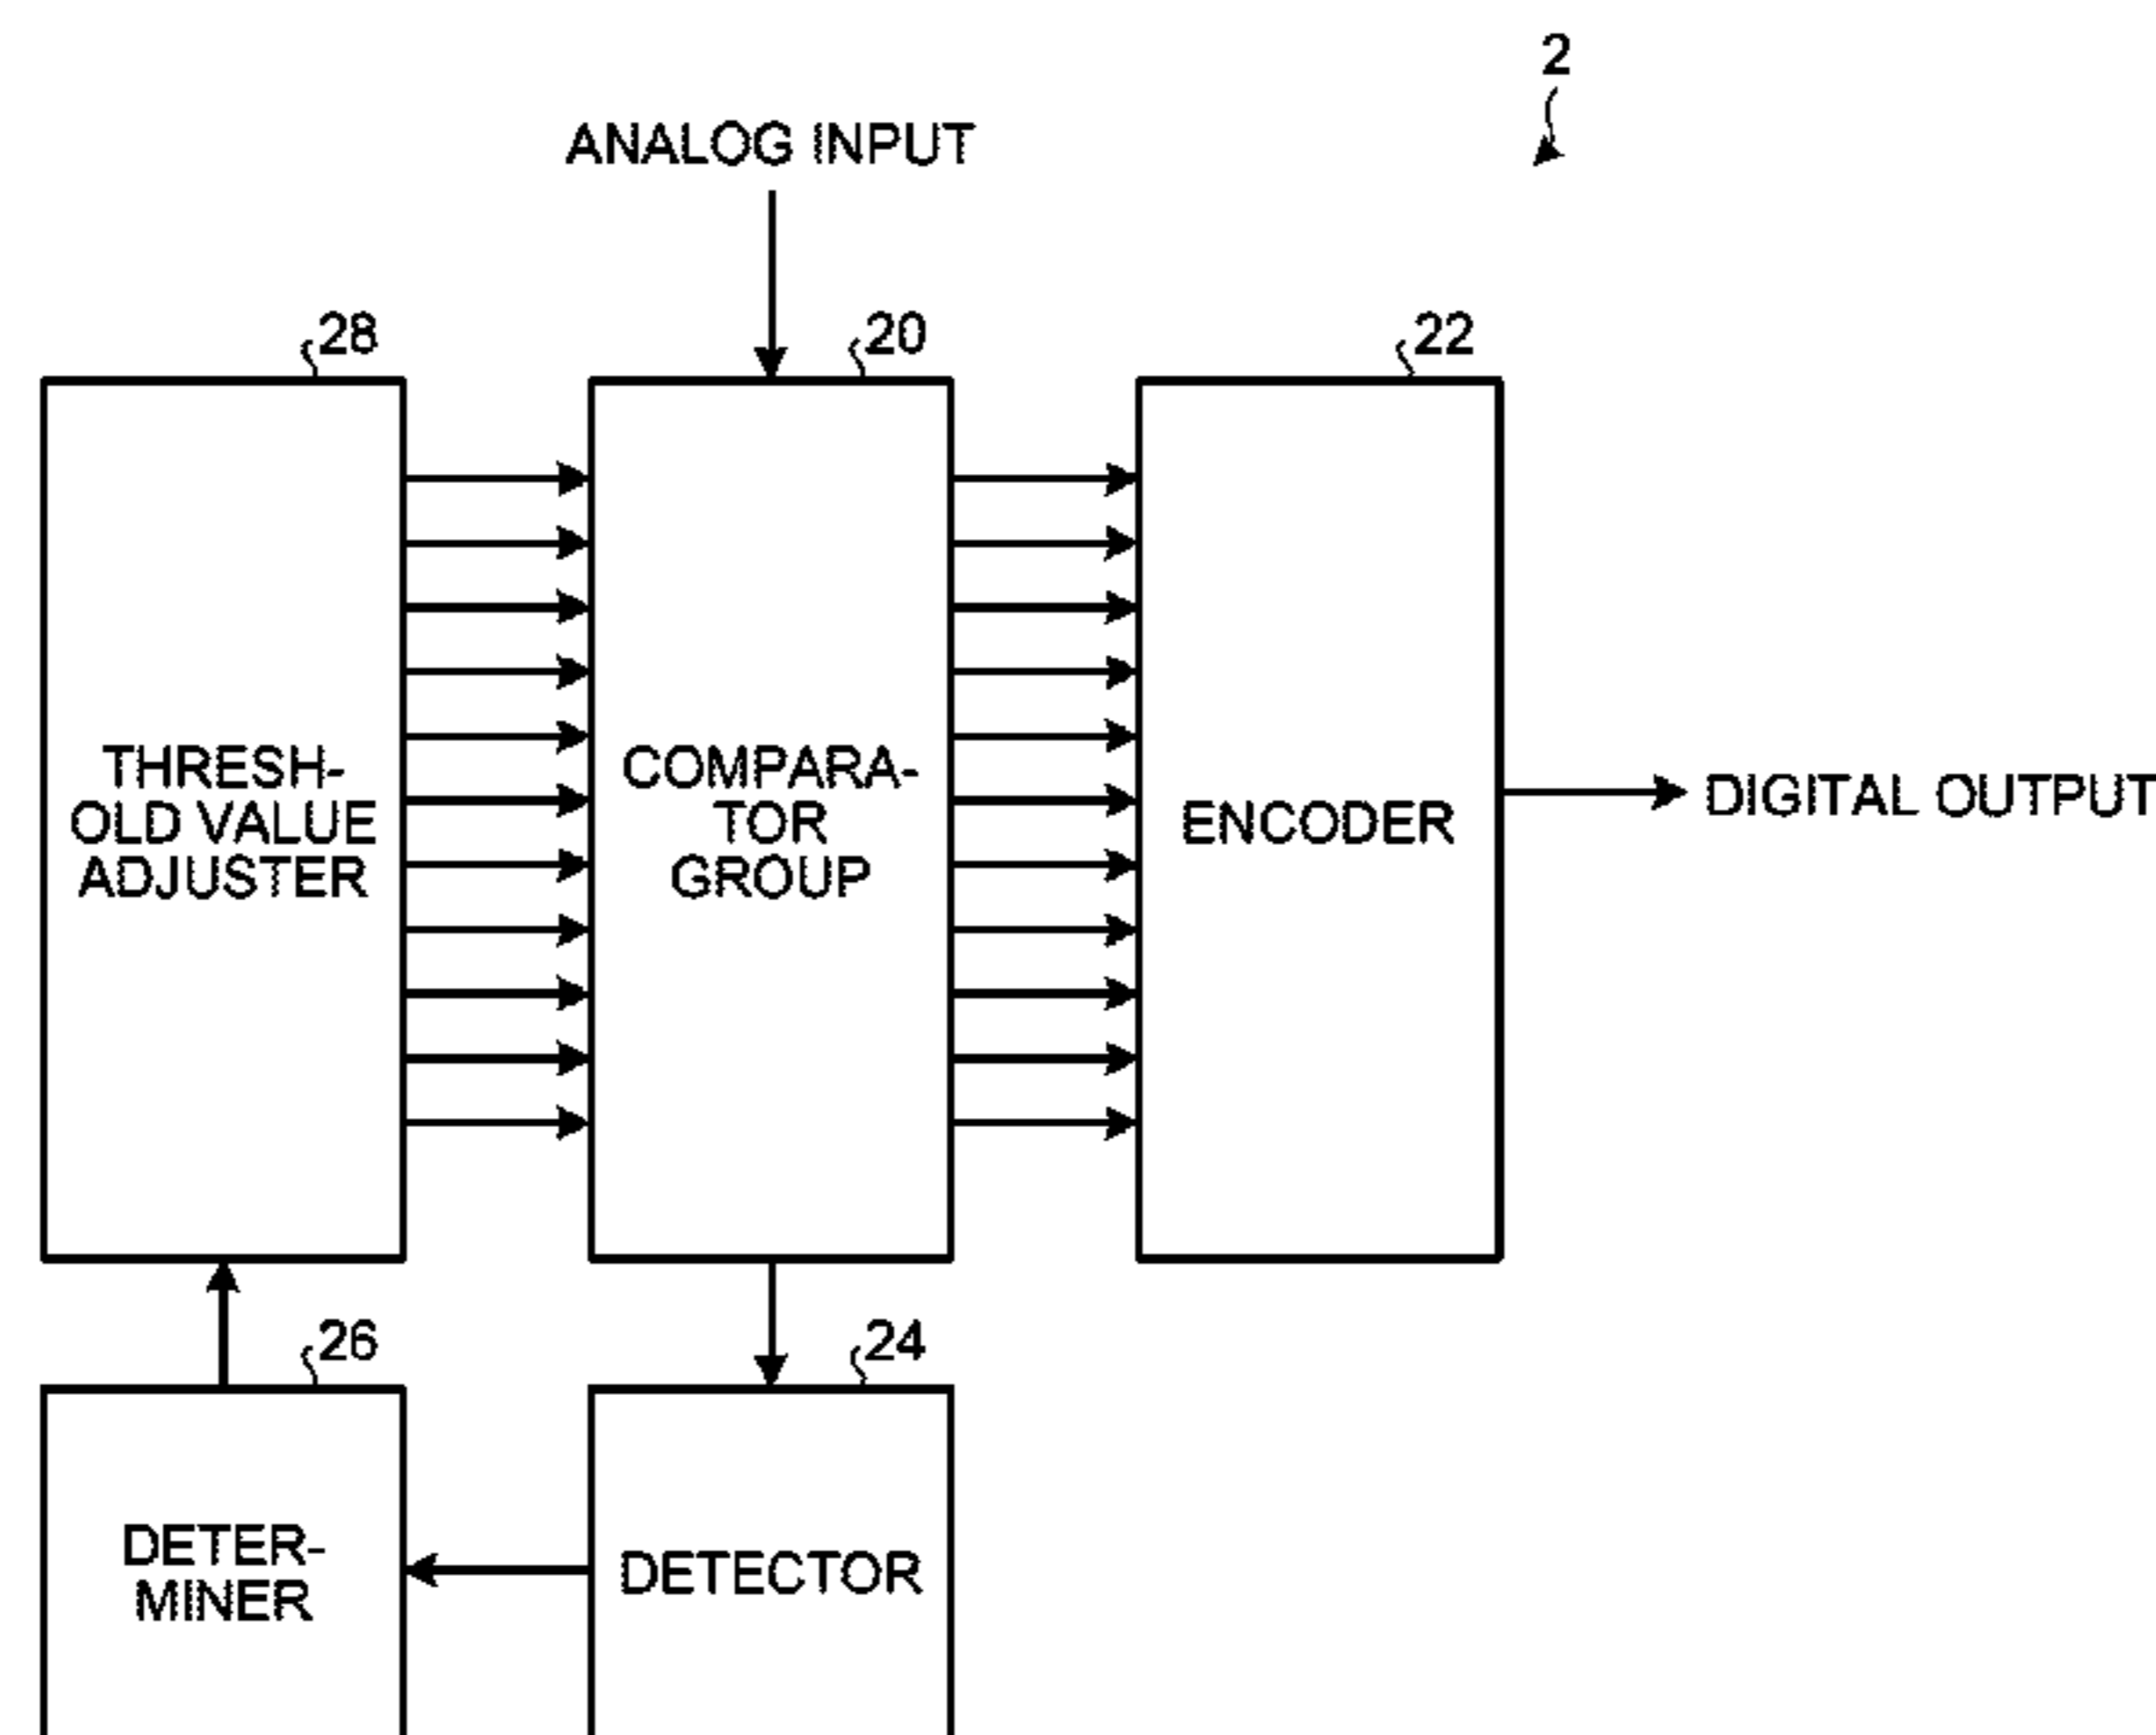 2
ANALOG INPUT
28
20
22
THRESH-
OLD VALUE
ADJUSTER
COMPARA-
TOR
GROUP
ENCODER
DIGITAL OUTPUT
26
24
DETER-
MINER
DETECTOR